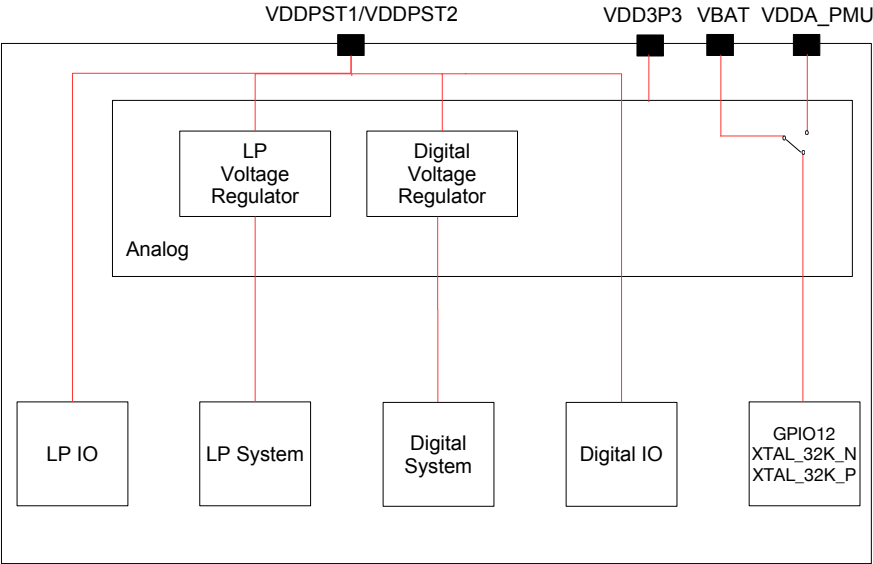 VDDPST1/VDDPST2
VDD3P3
VBAT
VDDA_PMU
LP
Voltage
Regulator
Digital
Voltage
Regulator
Analog
LP IO
LP System
Digital
System
Digital IO
GPIO12
XTAL_32K_N
XTAL_32K_P